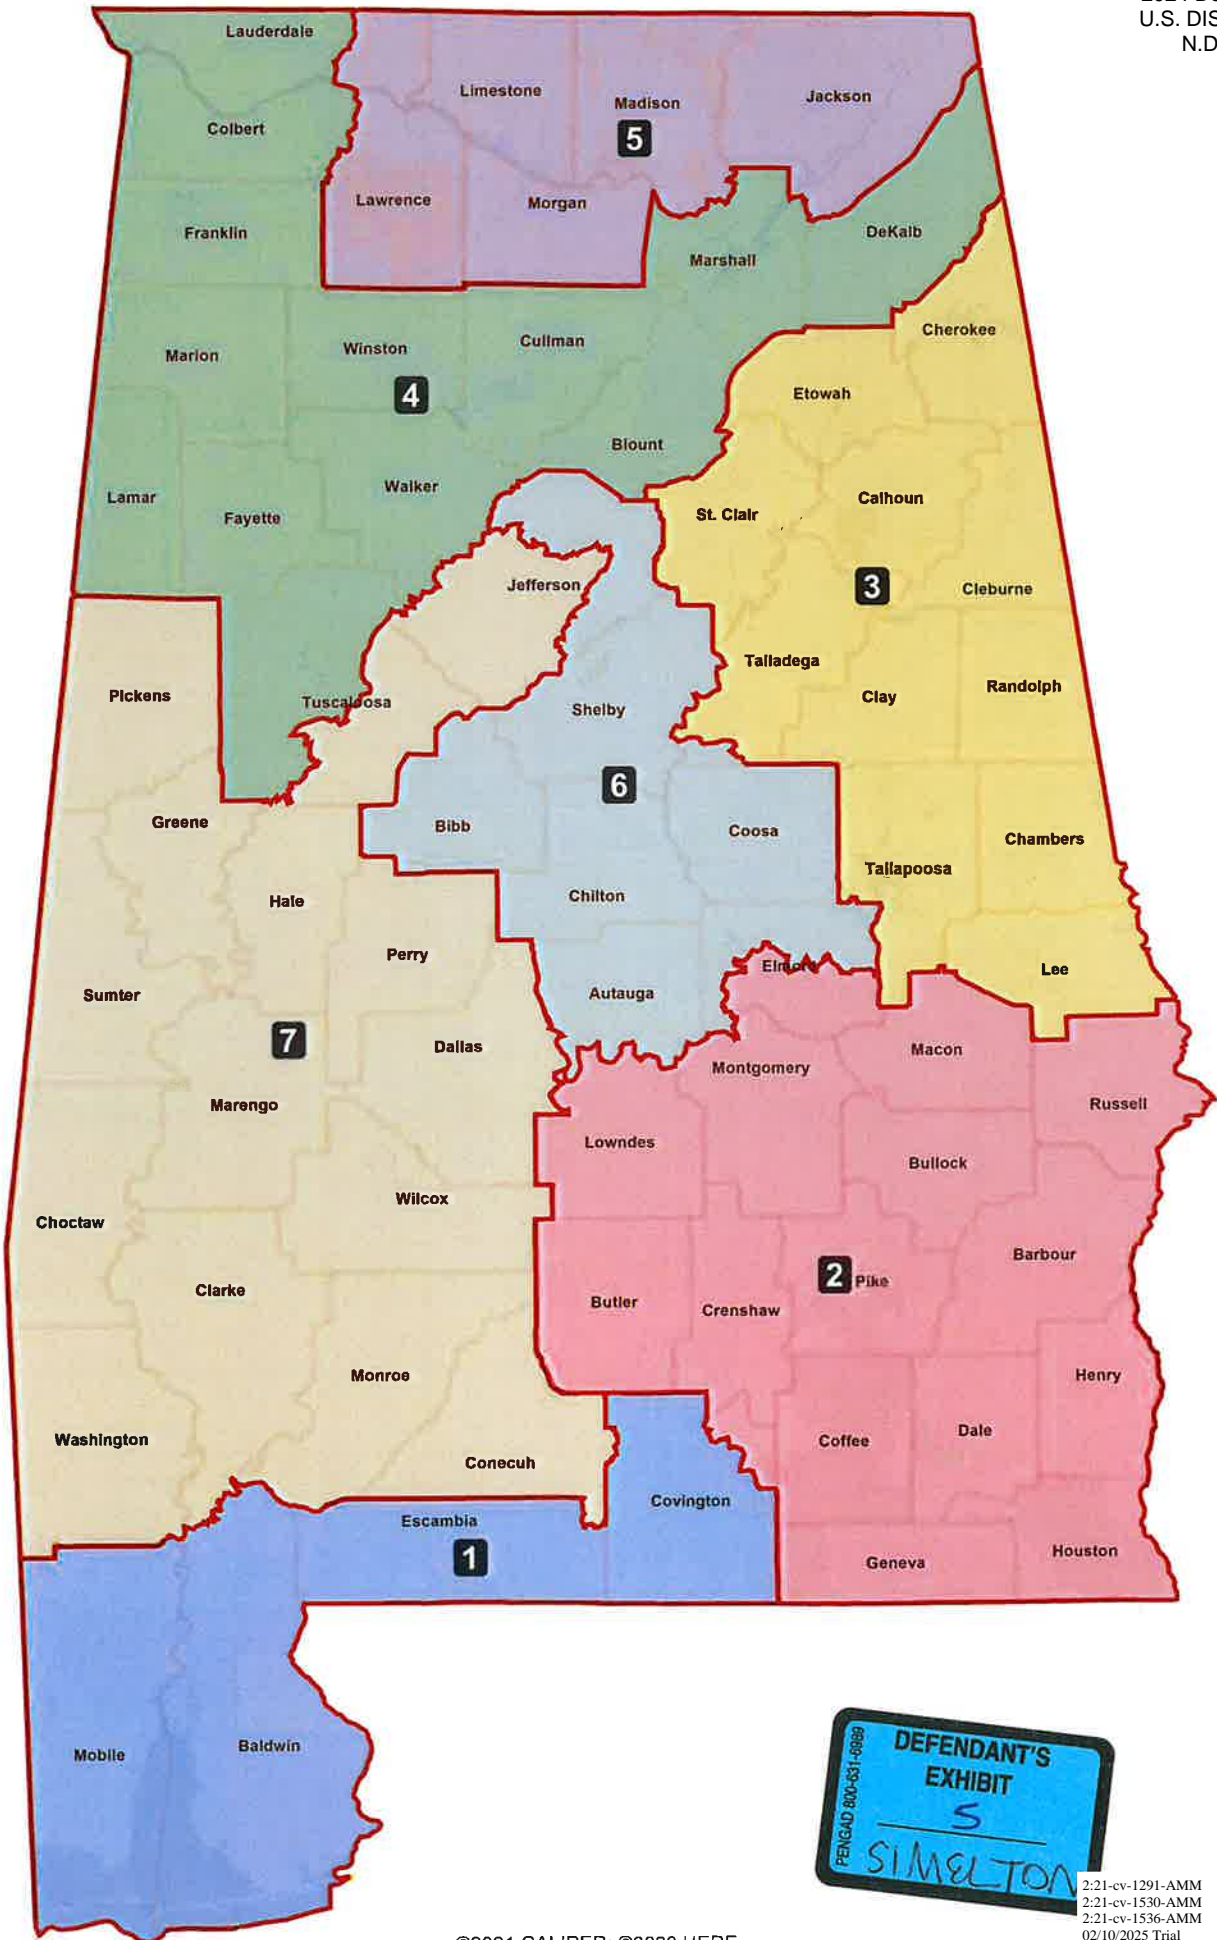 U.S. DIS
N.D
Lauderdale
Limestone
Madison
Jackson
Colbert
5
Lawrence
Morgan
Franklin
DeKalb
Marshall
Cherokee
Marion
Winston
Cullman
4
Etowah
Blount
Lamar
Walker
Calhoun
Fayette
St. Clair
Jefferson
3
Cleburne
Talladega
Pickens
Tuscaloosa
Shelby
Clay
Randolph
6
Greene
Bibb
Coosa
Chambers
Tallapoosa
Hale
Chilton
Perry
Elmore
Lee
Sumter
Autauga
7
Dallas
Macon
Montgomery
Marengo
Russell
Lowndes
Bullock
Wilcox
Choctaw
Barbour
Clarke
2
Pike
Butler
Crenshaw
Monroe
Henry
Washington
Coffee
Dale
Conecuh
Covington
Escambia
1
Geneva
Houston
Mobile
Baldwin
PENGAD 800-631-6989
DEFENDANT'S
EXHIBIT
5
SIMELTON
2:21-cv-1291-AMM
2:21-cv-1530-AMM
2:21-cv-1536-AMM
02/10/2025 Trial